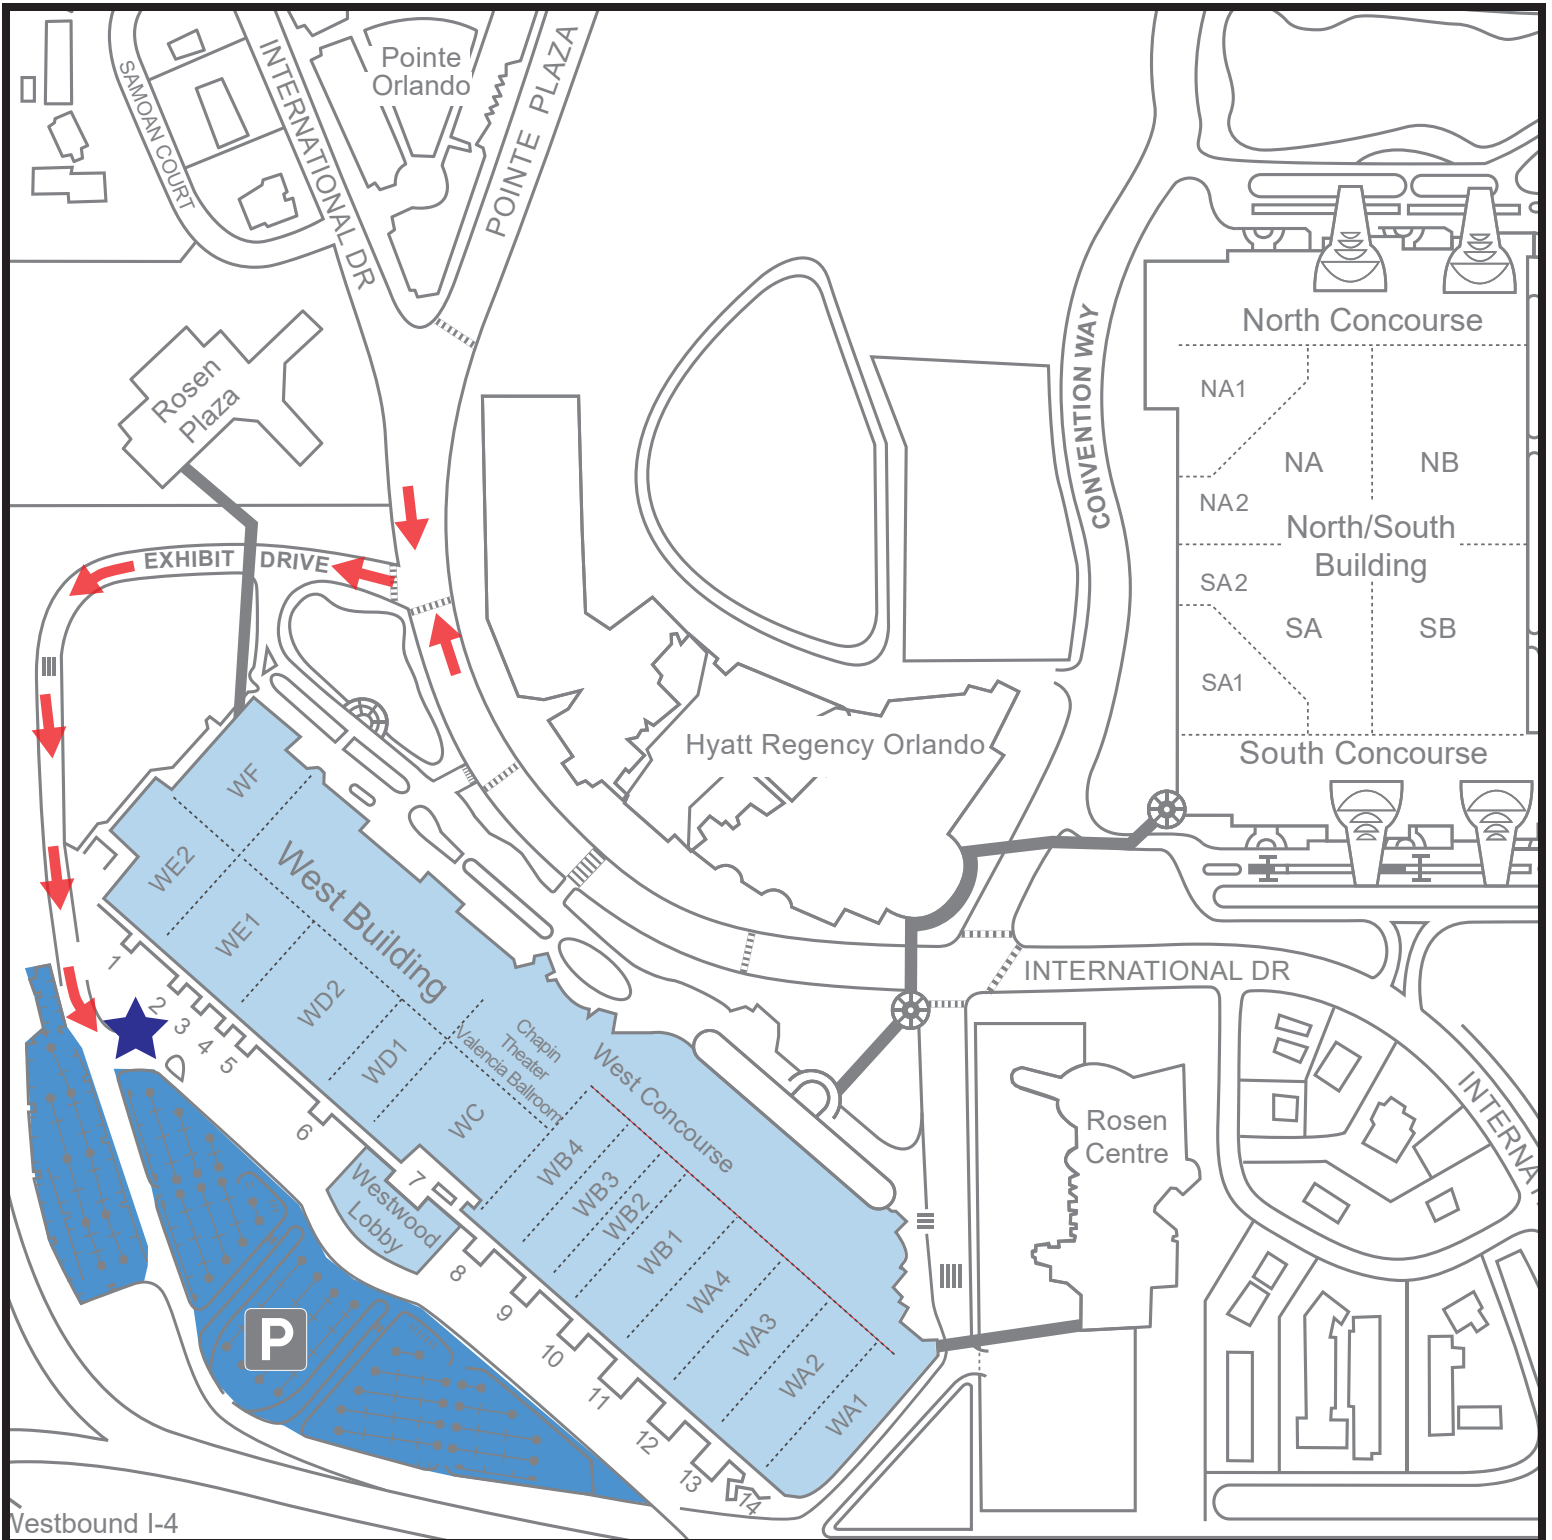 Pointe
Orlando
SAMOAN COURT
INTERNATIONAL DR
POINTE PLAZA
Rosen
Plaza
CONVENTION WAY
North Concourse
NA1
NA
NB
NA2
North/South
Building
SA2
SA
SB
SA1
South Concourse
EXHIBIT DRIVE
Hyatt Regency Orlando
WF
WE2
West Building
WE1
WD2
WD1
WC
Chapin
Theater
Valencia Ballroom
West Concourse
WB4
WB3
WB2
WB1
WA4
WA3
WA2
WA1
INTERNATIONAL DR
INTERNA
Rosen
Centre
1
2
3
4
5
6
7
Westwood
Lobby
8
9
10
11
12
13
14
P
Westbound I-4